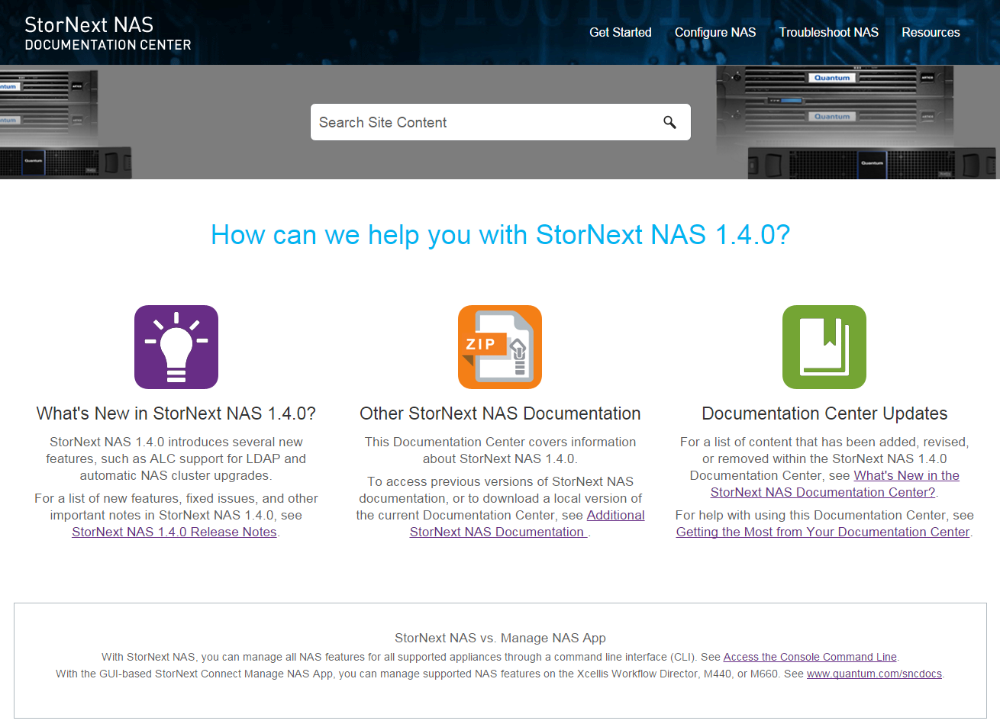 StorNext NAS
DOCUMENTATION CENTER
Get Started Configure NAS Troubleshoot NAS Resources
Quantum
ARTICO
Quantum
ARTICO
Quantum
Search Site Content
Quantum
ARTICO
Quantum
ARTICO
Quantum
How can we help you with StorNext NAS 1.4.0?
ZIP
What's New in StorNext NAS 1.4.0?
StorNext NAS 1.4.0 introduces several new
features, such as ALC support for LDAP and
automatic NAS cluster upgrades.
For a list of new features, fixed issues, and other
important notes in StorNext NAS 1.4.0, see
StorNext NAS 1.4.0 Release Notes.
Other StorNext NAS Documentation
This Documentation Center covers information
about StorNext NAS 1.4.0.
To access previous versions of StorNext NAS
documentation, or to download a local version of
the current Documentation Center, see Additional
StorNext NAS Documentation .
Documentation Center Updates
For a list of content that has been added, revised,
or removed within the StorNext NAS 1.4.0
Documentation Center, see What's New in the
StorNext NAS Documentation Center?.
For help with using this Documentation Center, see
Getting the Most from Your Documentation Center.
StorNext NAS vs. Manage NAS App
With StorNext NAS, you can manage all NAS features for all supported appliances through a command line interface (CLI). See Access the Console Command Line.
With the GUI-based StorNext Connect Manage NAS App, you can manage supported NAS features on the Xcellis Workflow Director, M440, or M660. See www.quantum.com/sncdocs.